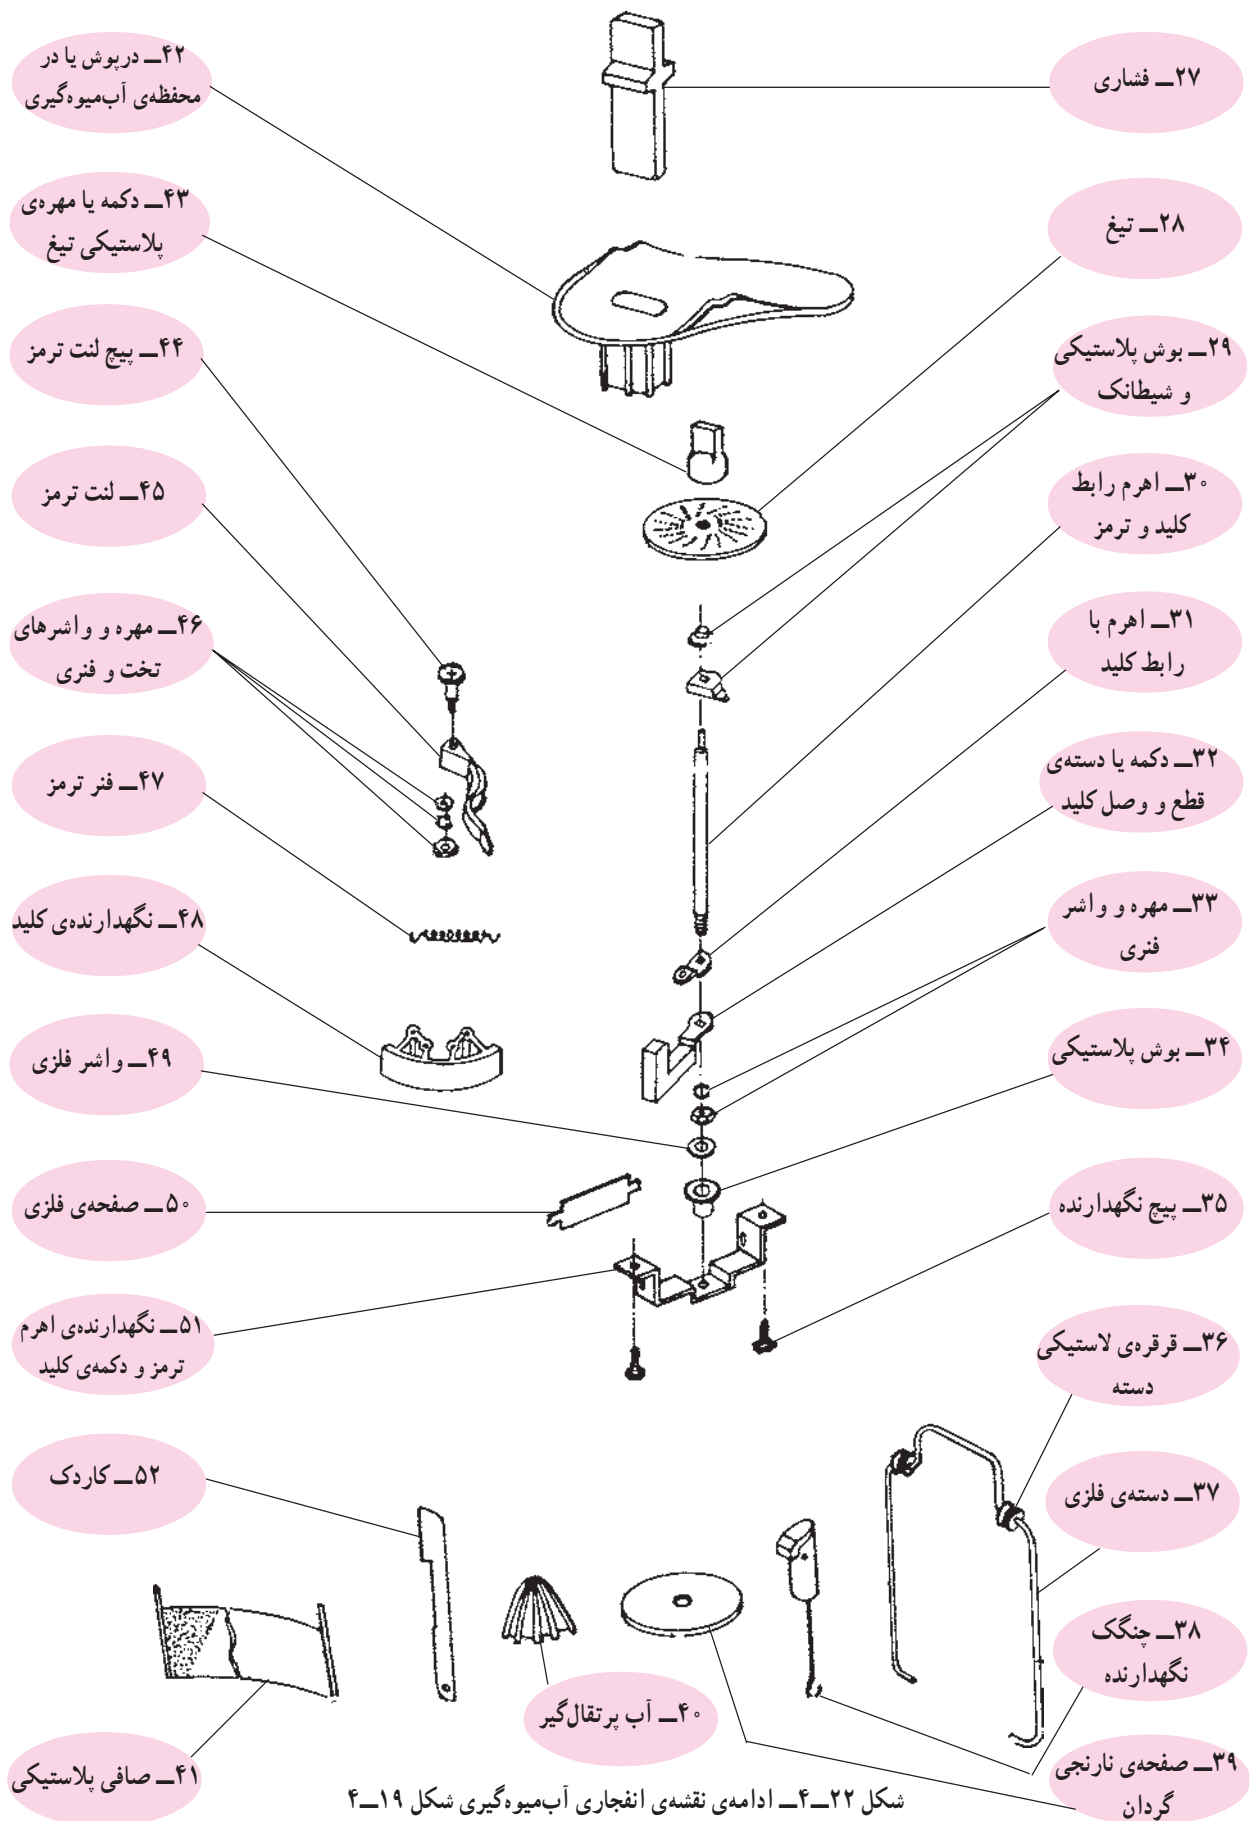 ۲۷ــ فشاری
۲۸ــ تیغ
۲۹ــ بوش پلاستیکی
و شیطانک
۳۰ــ اهرم رابط
کلید و ترمز
۳۱ــ اهرم با
رابط کلید
۳۲ــ دکمه یا دسته‌ی
قطع و وصل کلید
۳۳ــ مهره و واشر
فنری
۳۴ــ بوش پلاستیکی
۳۵ــ پیچ نگهدارنده
۳۶ــ قرقره‌ی لاستیکی
دسته
۳۷ــ دسته‌ی فلزی
۳۸ــ چنگک
نگهدارنده
۳۹ــ صفحه‌ی نارنجی
گردان
۴۰ــ آب پرتقال‌گیر
۴۱ــ صافی پلاستیکی
۴۲ــ درپوش یا در
محفظه‌ی آب‌میوه‌گیری
۴۳ــ دکمه یا مهره‌ی
پلاستیکی تیغ
۴۴ــ پیچ لنت ترمز
۴۵ــ لنت ترمز
۴۶ــ مهره و واشرهای
تخت و فنری
۴۷ــ فنر ترمز
۴۸ــ نگهدارنده‌ی کلید
۴۹ــ واشر فلزی
۵۰ــ صفحه‌ی فلزی
۵۱ــ نگهدارنده‌ی اهرم
ترمز و دکمه‌ی کلید
۵۲ــ کاردک
شکل ۲۲ــ۴ــ ادامه‌ی نقشه‌ی انفجاری آب‌میوه‌گیری شکل ۱۹ــ۴